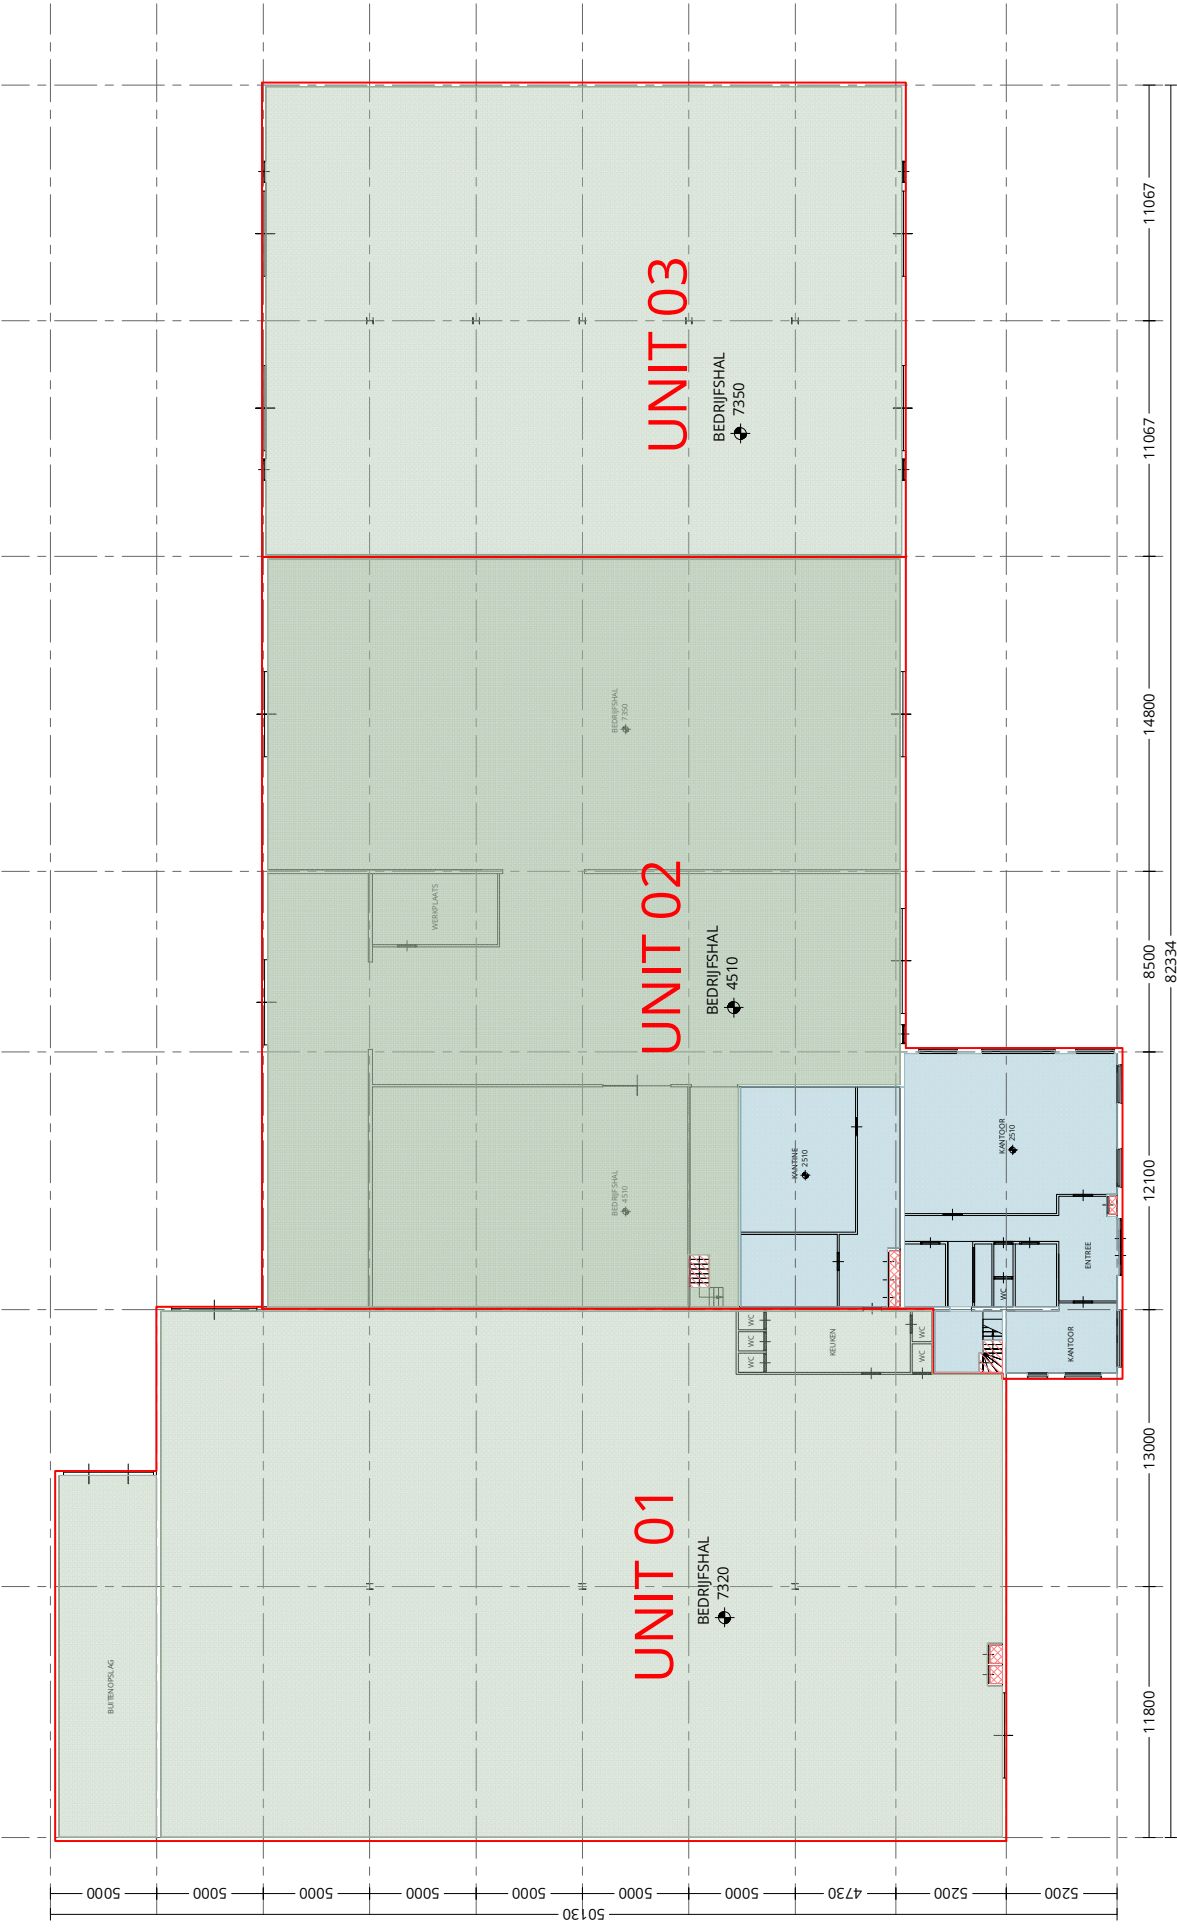 UNIT 03
BEDRIJFSHAL
7350
BEDRIJFSHAL
7350
WERKPLAATS
UNIT 02
BEDRIJFSHAL
4510
BEDRIJFSHAL
4510
KANTINE
2510
KANTOOR
2510
ENTREE
WC
KANTOOR
WC
WC
WC
KEUKEN
WC
WC
UNIT 01
BEDRIJFSHAL
7320
BUITENOPSLAG
11067
11067
14800
8500
82334
12100
13000
11800
5000
5000
5000
5000
5000
5000
5000
4730
5200
5200
50130